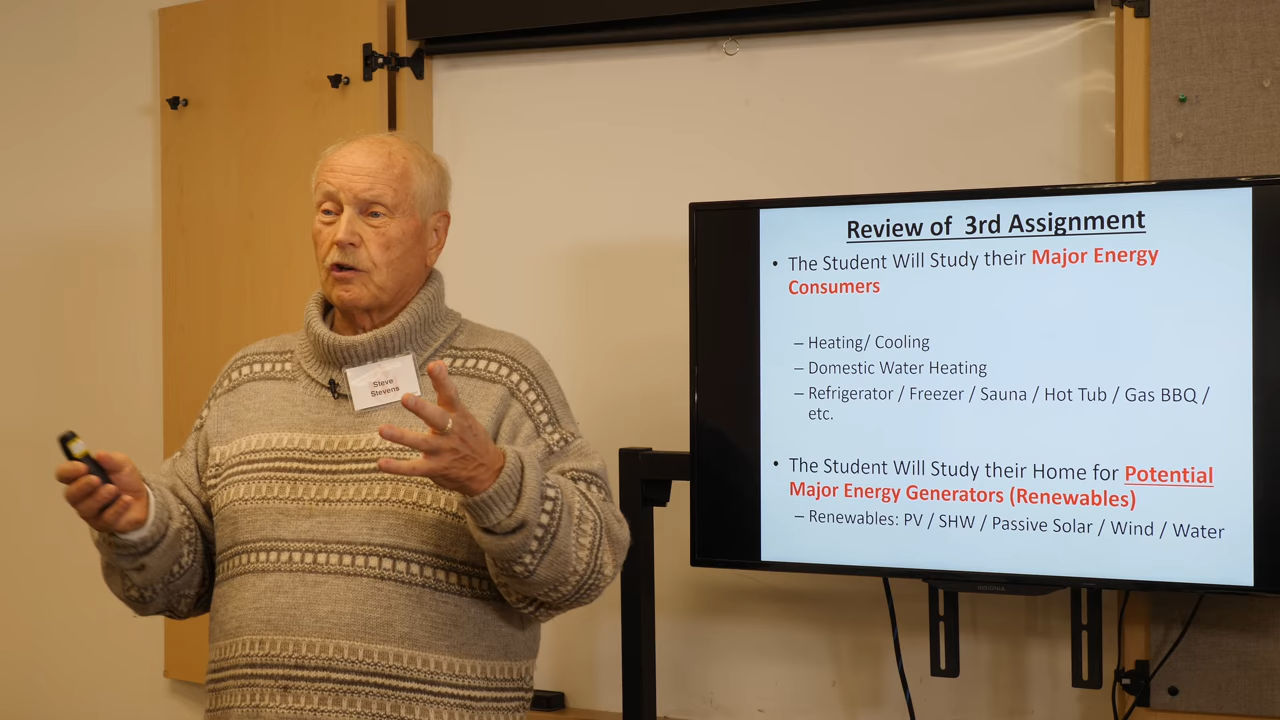 Steve
Stevens
Review of 3rd Assignment
• The Student Will Study their Major Energy
Consumers
– Heating/ Cooling
– Domestic Water Heating
– Refrigerator / Freezer / Sauna / Hot Tub / Gas BBQ /
etc.
• The Student Will Study their Home for Potential
Major Energy Generators (Renewables)
– Renewables: PV / SHW / Passive Solar / Wind / Water
INSIGNIA